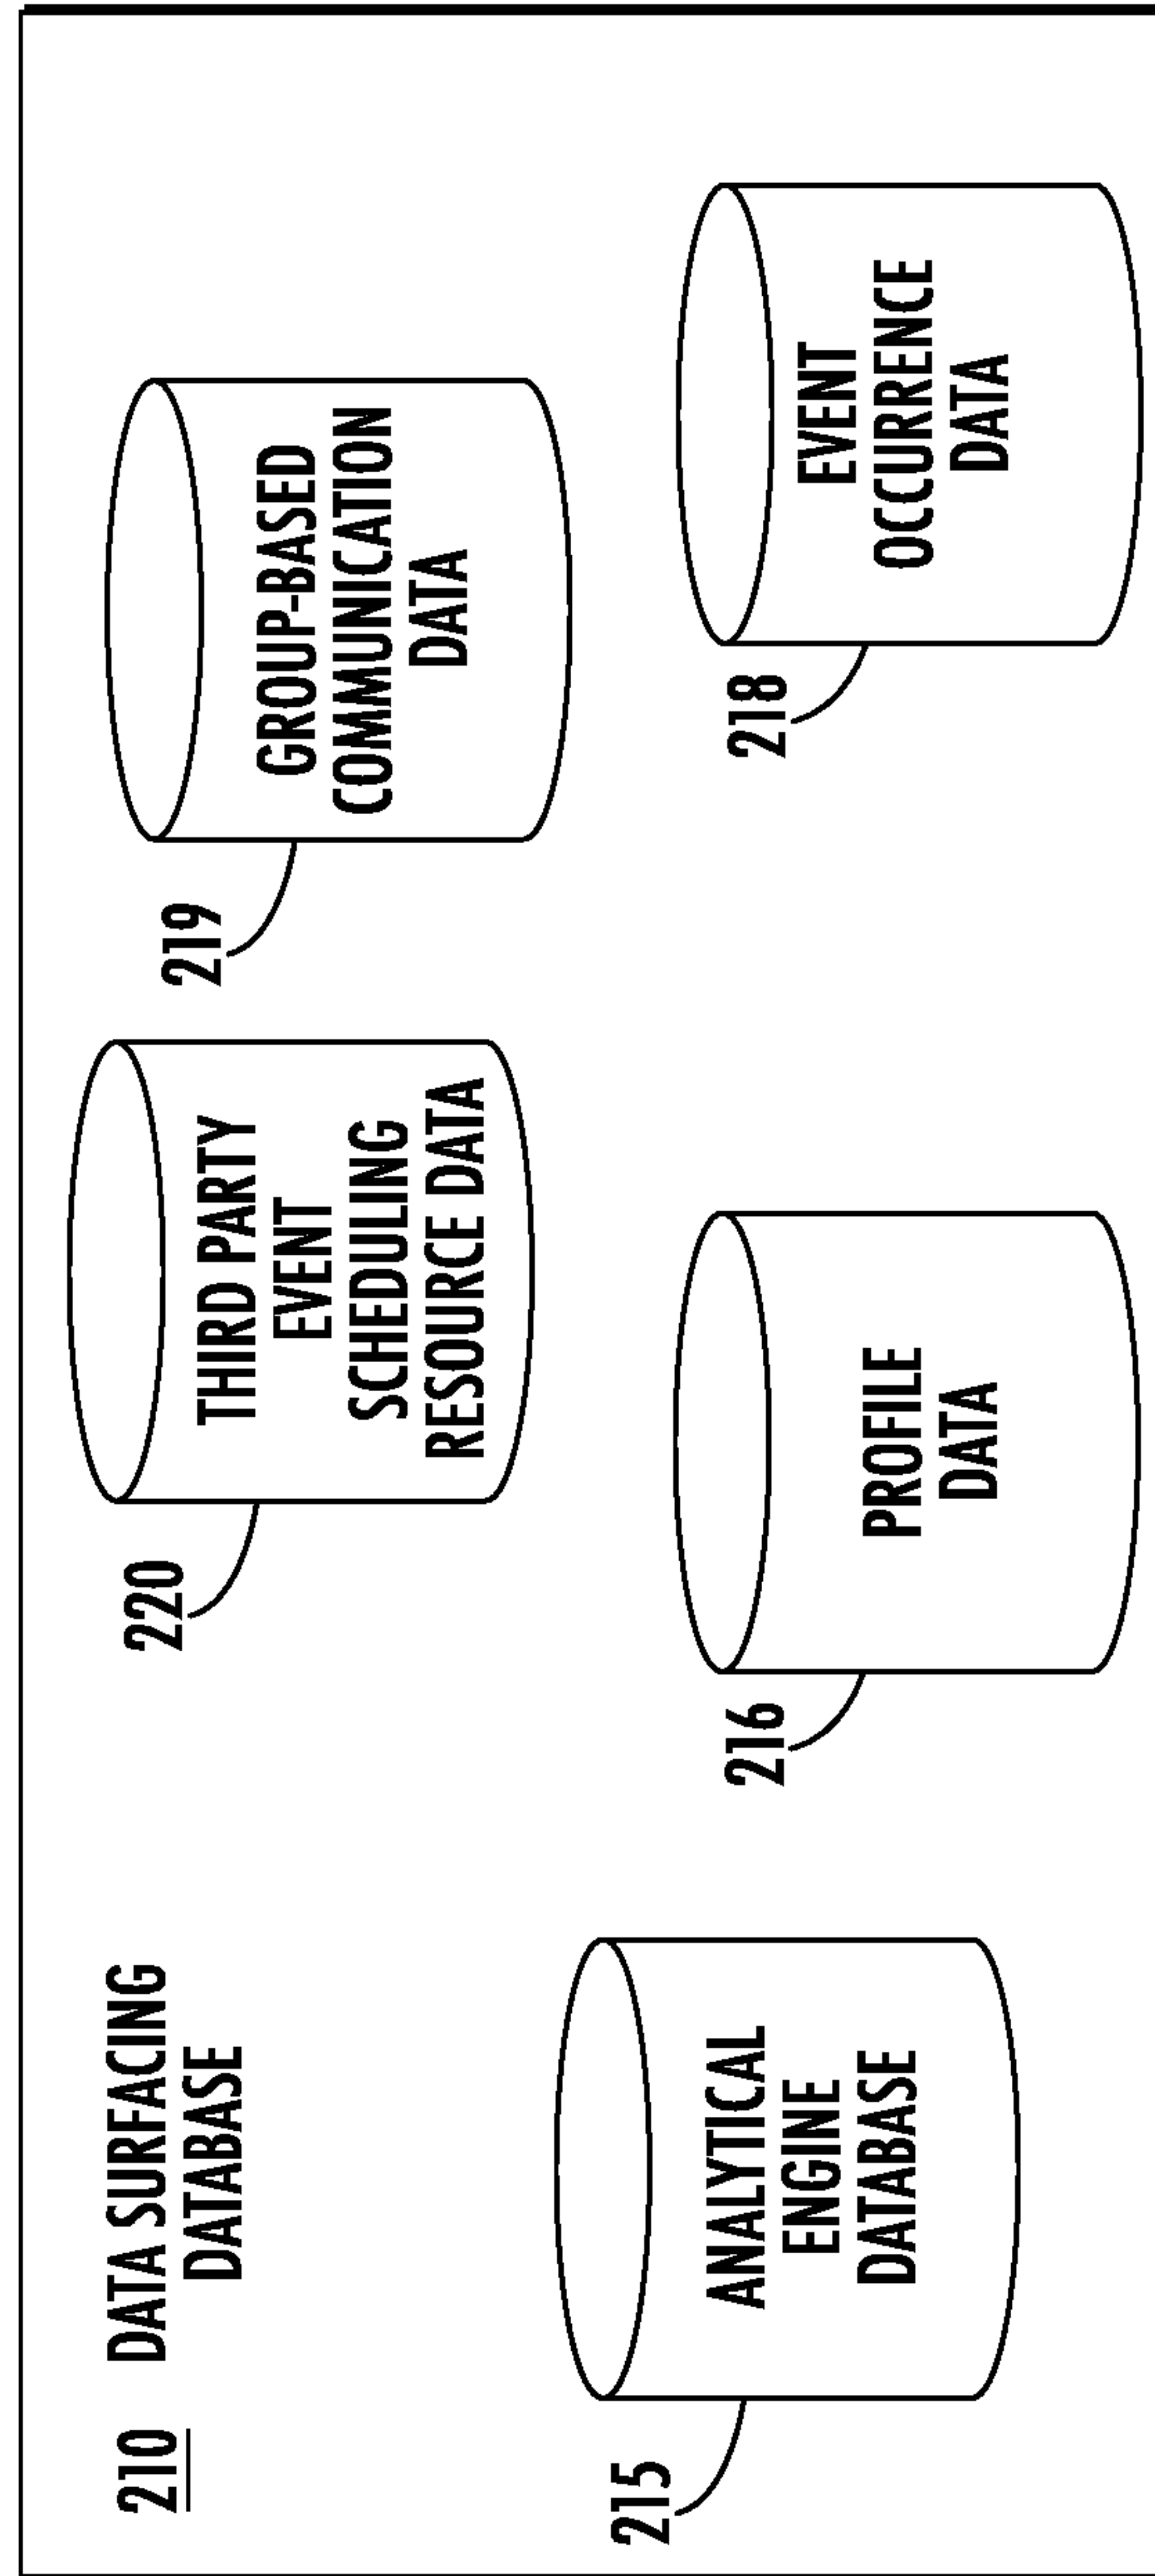 210
DATA SURFACING
DATABASE
220
THIRD PARTY
EVENT
SCHEDULING
RESOURCE DATA
219
GROUP-BASED
COMMUNICATION
DATA
215
ANALYTICAL
ENGINE
DATABASE
216
PROFILE
DATA
218
EVENT
OCCURRENCE
DATA